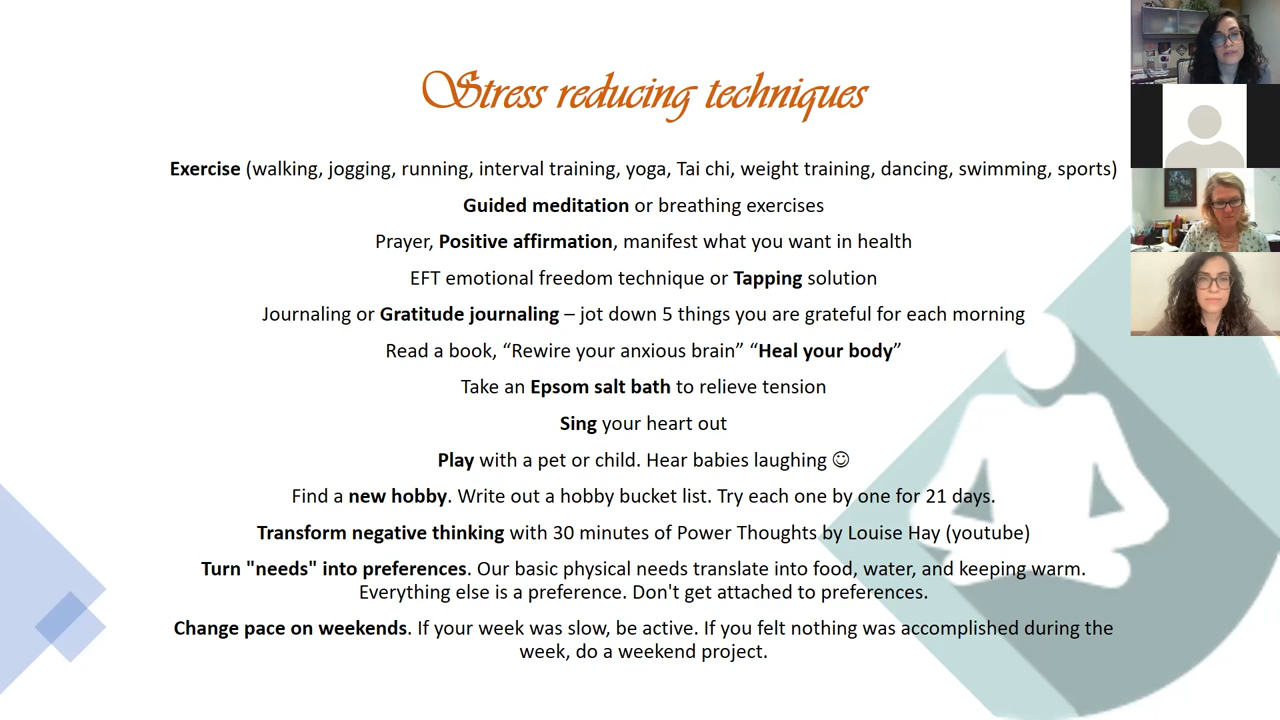 Stress reducing techniques
Exercise (walking, jogging, running, interval training, yoga, Tai chi, weight training, dancing, swimming, sports)
Guided meditation or breathing exercises
Prayer, Positive affirmation, manifest what you want in health
EFT emotional freedom technique or Tapping solution
Journaling or Gratitude journaling – jot down 5 things you are grateful for each morning
Read a book, “Rewire your anxious brain” “Heal your body”
Take an Epsom salt bath to relieve tension
Sing your heart out
Play with a pet or child. Hear babies laughing ☺
Find a new hobby. Write out a hobby bucket list. Try each one by one for 21 days.
Transform negative thinking with 30 minutes of Power Thoughts by Louise Hay (youtube)
Turn "needs" into preferences. Our basic physical needs translate into food, water, and keeping warm.
Everything else is a preference. Don't get attached to preferences.
Change pace on weekends. If your week was slow, be active. If you felt nothing was accomplished during the
week, do a weekend project.